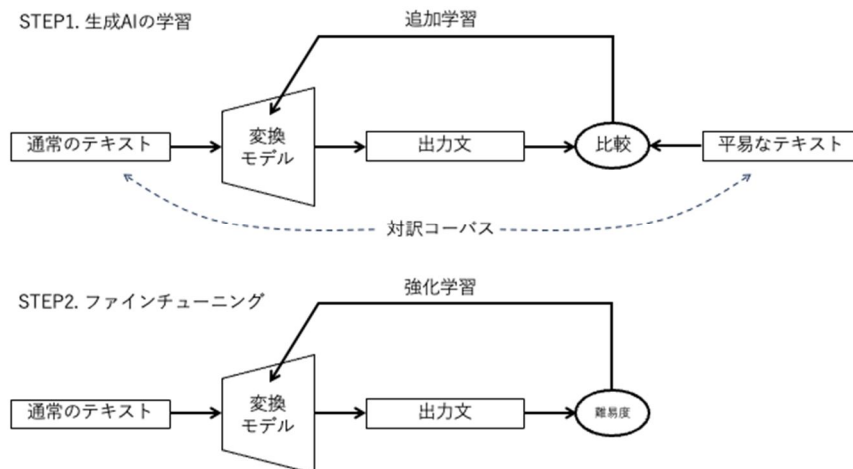 STEP1. 生成AIの学習
追加学習
通常のテキスト
変換
モデル
出力文
比較
平易なテキスト
対訳コーパス
STEP2. ファインチューニング
強化学習
通常のテキスト
変換
モデル
出力文
難易度